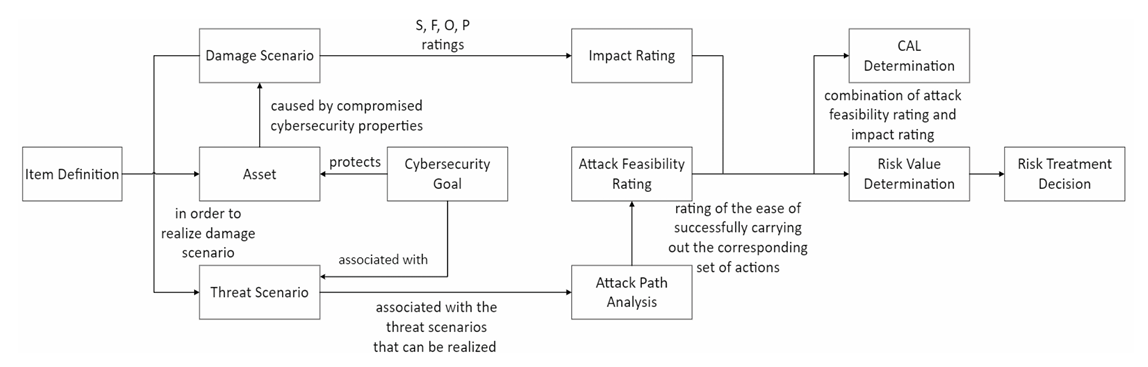 S, F, O, P
ratings
Damage Scenario
Impact Rating
CAL
Determination
caused by compromised
cybersecurity properties
combination of attack
feasibility rating and
impact rating
Item Definition
Asset
protects
Cybersecurity
Goal
Attack Feasibility
Rating
Risk Value
Determination
Risk Treatment
Decision
in order to
realize damage
scenario
rating of the ease of
successfully carrying
out the corresponding
set of actions
associated with
Threat Scenario
Attack Path
Analysis
associated with the
threat scenarios
that can be realized